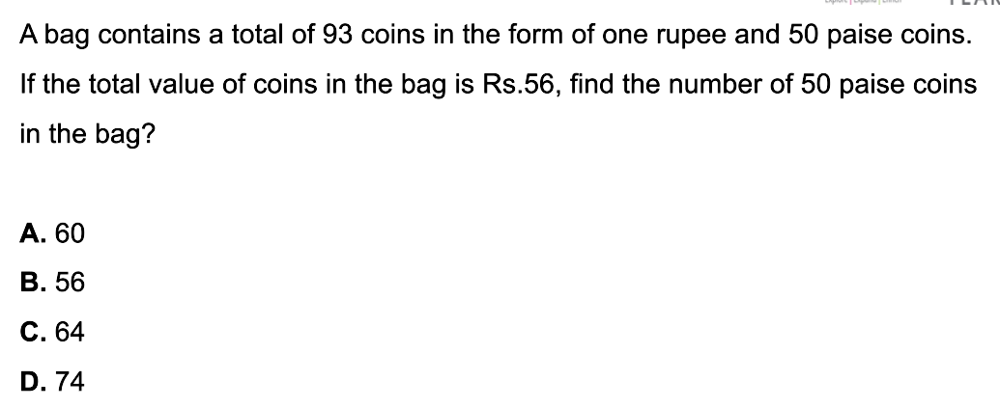 A bag contains a total of 93 coins in the form of one rupee and 50 paise coins.
If the total value of coins in the bag is Rs.56, find the number of 50 paise coins
in the bag?
A. 60
B. 56
C. 64
D. 74